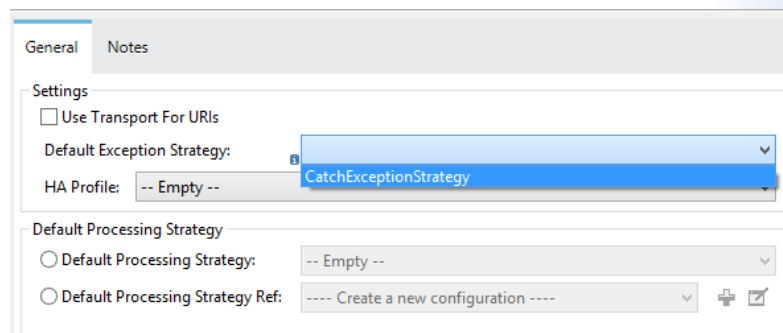 General Notes
Settings
Use Transport For URIs
Default Exception Strategy:
CatchExceptionStrategy
HA Profile: -- Empty --
Default Processing Strategy
Default Processing Strategy: -- Empty --
Default Processing Strategy Ref: ---- Create a new configuration ----